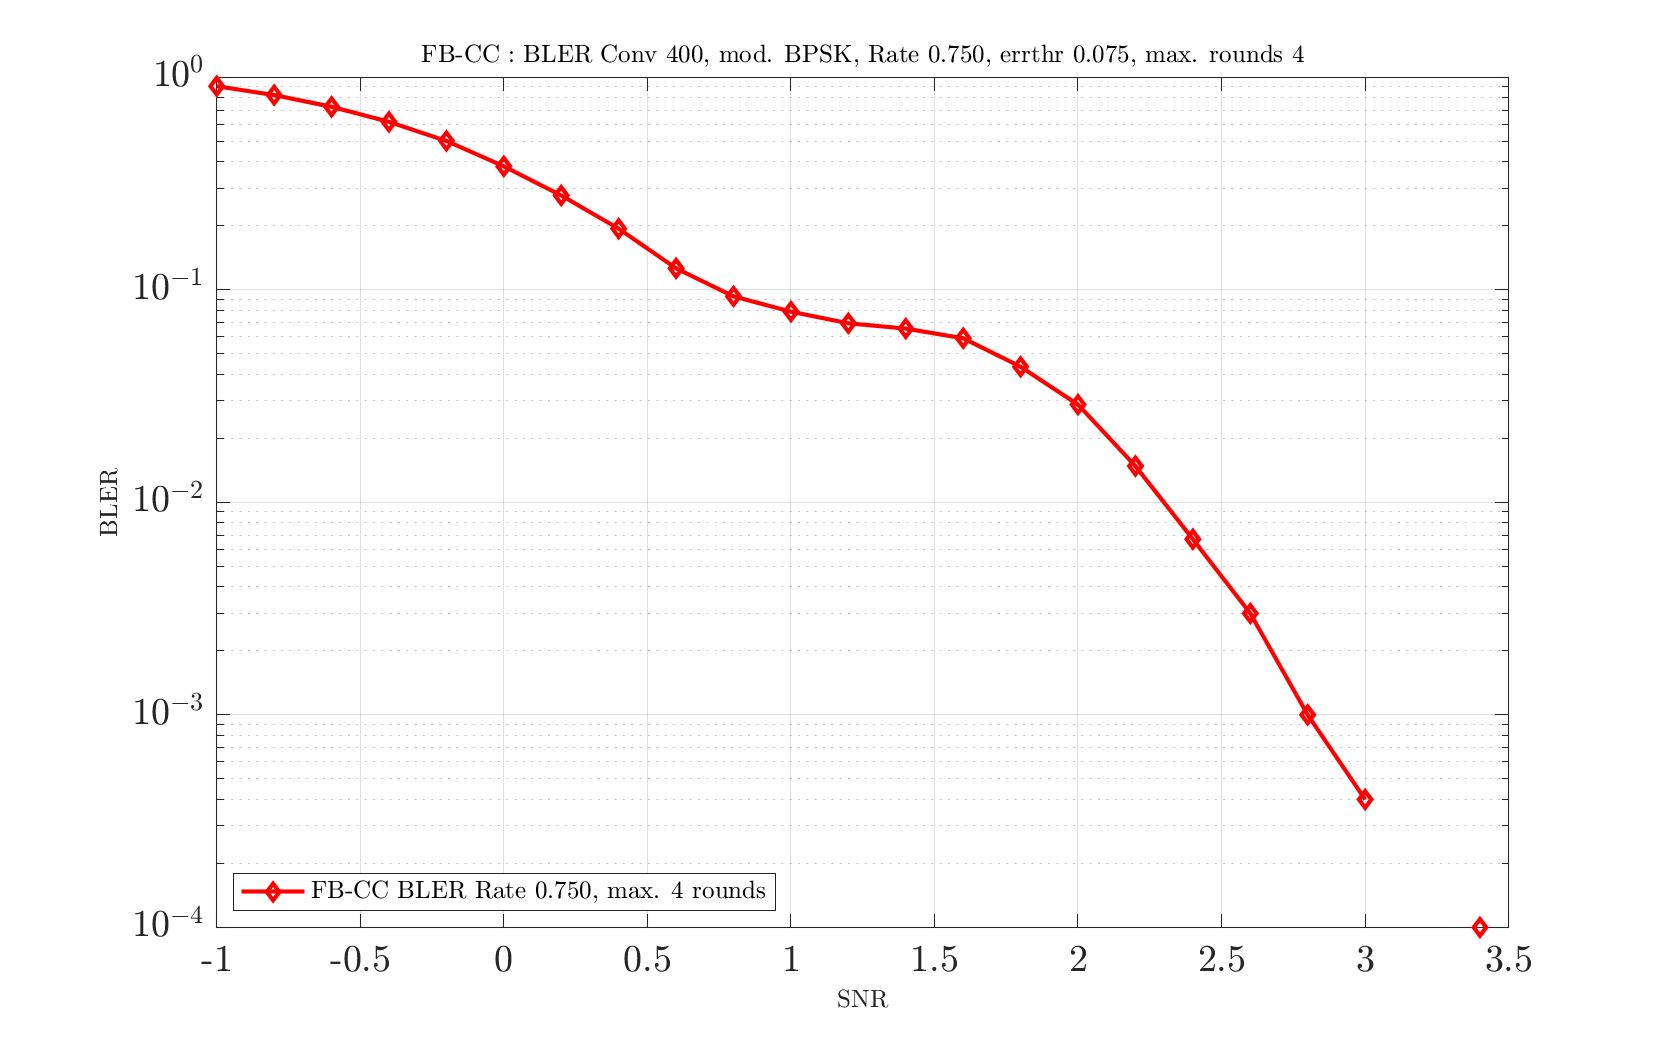 FB-CC : BLER Conv 400, mod. BPSK, Rate 0.750, errthr 0.075, max. rounds 4
10^0
10^-1
10^-2
10^-3
10^-4
BLER
FB-CC BLER Rate 0.750, max. 4 rounds
-1 -0.5 0 0.5 1 1.5 2 2.5 3 3.5
SNR